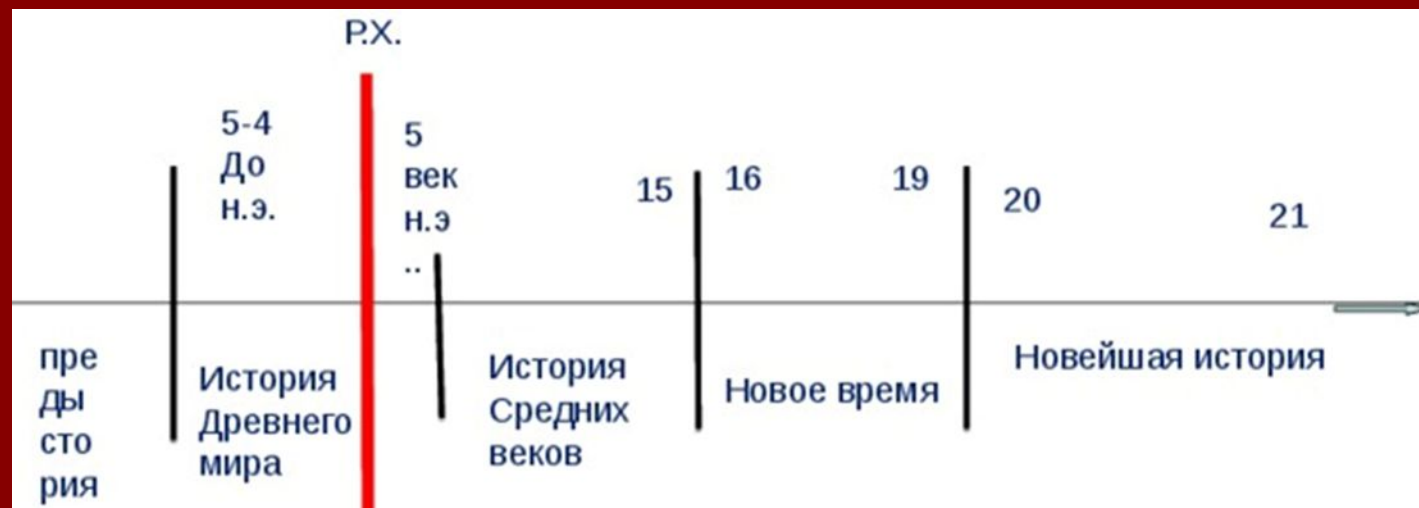 Р.Х.
5-4
До
н.э.
5
век
н.э
..
15
16
19
20
21
пре
ды
сто
рия
История
Древнего
мира
История
Средних
веков
Новое время
Новейшая история